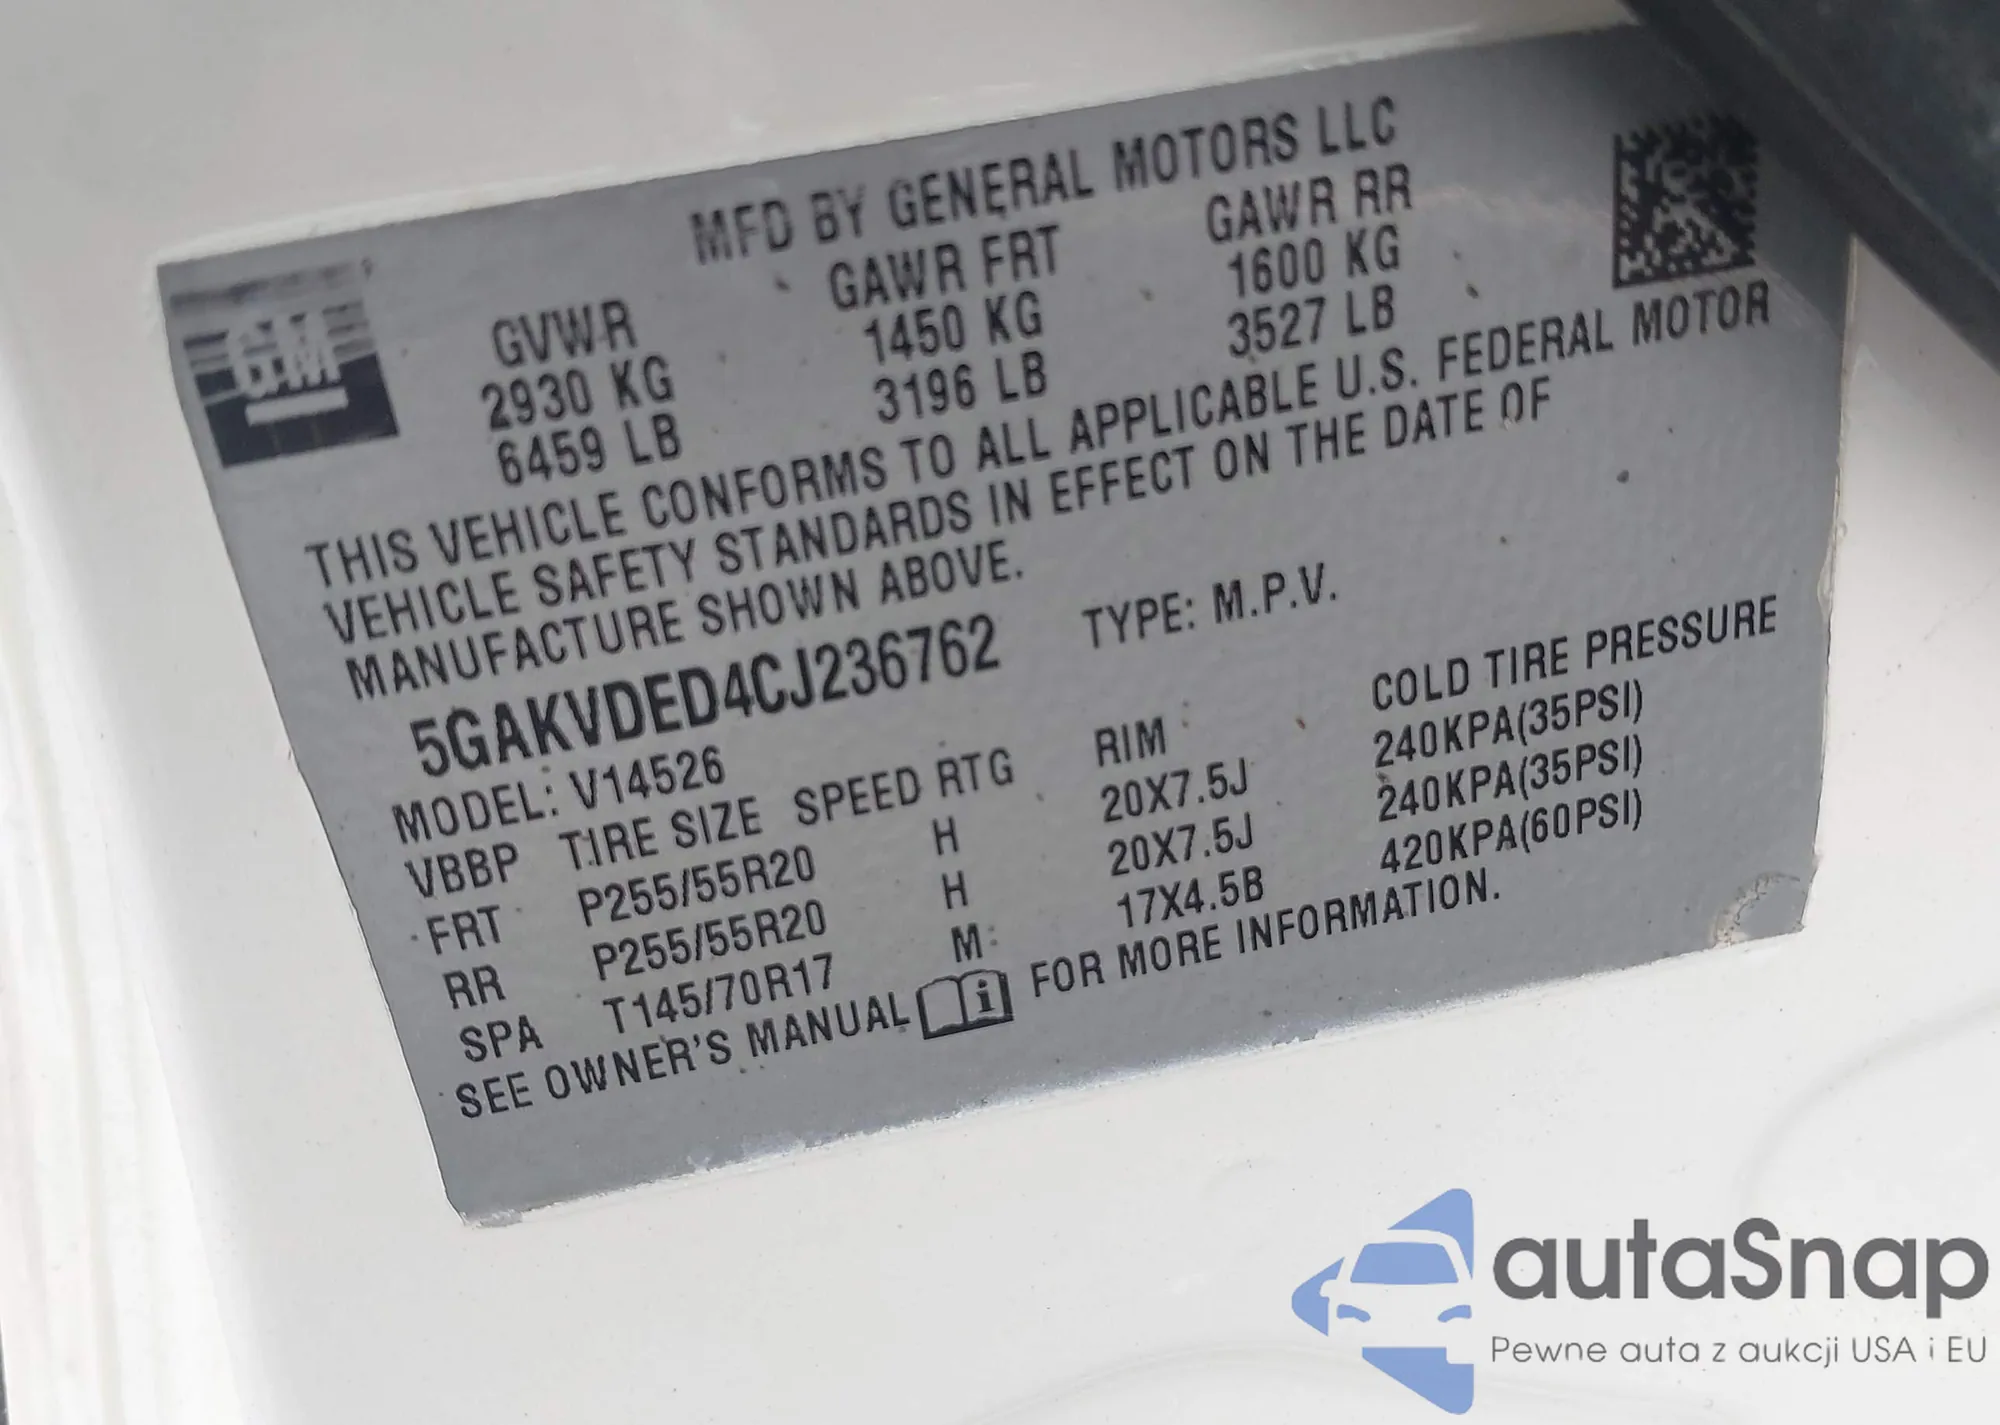 MFD BY GENERAL MOTORS LLC
GM
GVWR GAWR FRT GAWR RR
2930 KG 1450 KG 1600 KG
6459 LB 3196 LB 3527 LB
THIS VEHICLE CONFORMS TO ALL APPLICABLE U.S. FEDERAL MOTOR
VEHICLE SAFETY STANDARDS IN EFFECT ON THE DATE OF
MANUFACTURE SHOWN ABOVE.
5GAKVDED4CJ236762 TYPE: M.P.V.
MODEL: V14526
VBBP TIRE SIZE SPEED RTG RIM COLD TIRE PRESSURE
FRT P255/55R20 H 20X7.5J 240KPA(35PSI)
RR P255/55R20 H 20X7.5J 240KPA(35PSI)
SPA T145/70R17 M 17X4.5B 420KPA(60PSI)
SEE OWNER'S MANUAL i FOR MORE INFORMATION.
autaSnap
Pewne auta z aukcji USA i EU